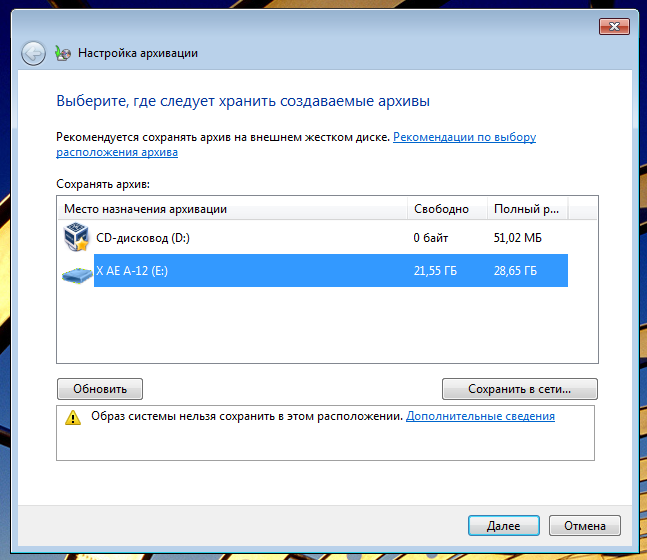 Настройка архивации
Выберите, где следует хранить создаваемые архивы
Рекомендуется сохранять архив на внешнем жестком диске. Рекомендации по выбору
расположения архива
Сохранять архив:
Место назначения архивации Свободно Полный р...
CD-дисковод (D:) 0 байт 51,02 МБ
X AE A-12 (E:) 21,55 ГБ 28,65 ГБ
Обновить Сохранить в сети...
Образ системы нельзя сохранить в этом расположении. Дополнительные сведения
Далее Отмена